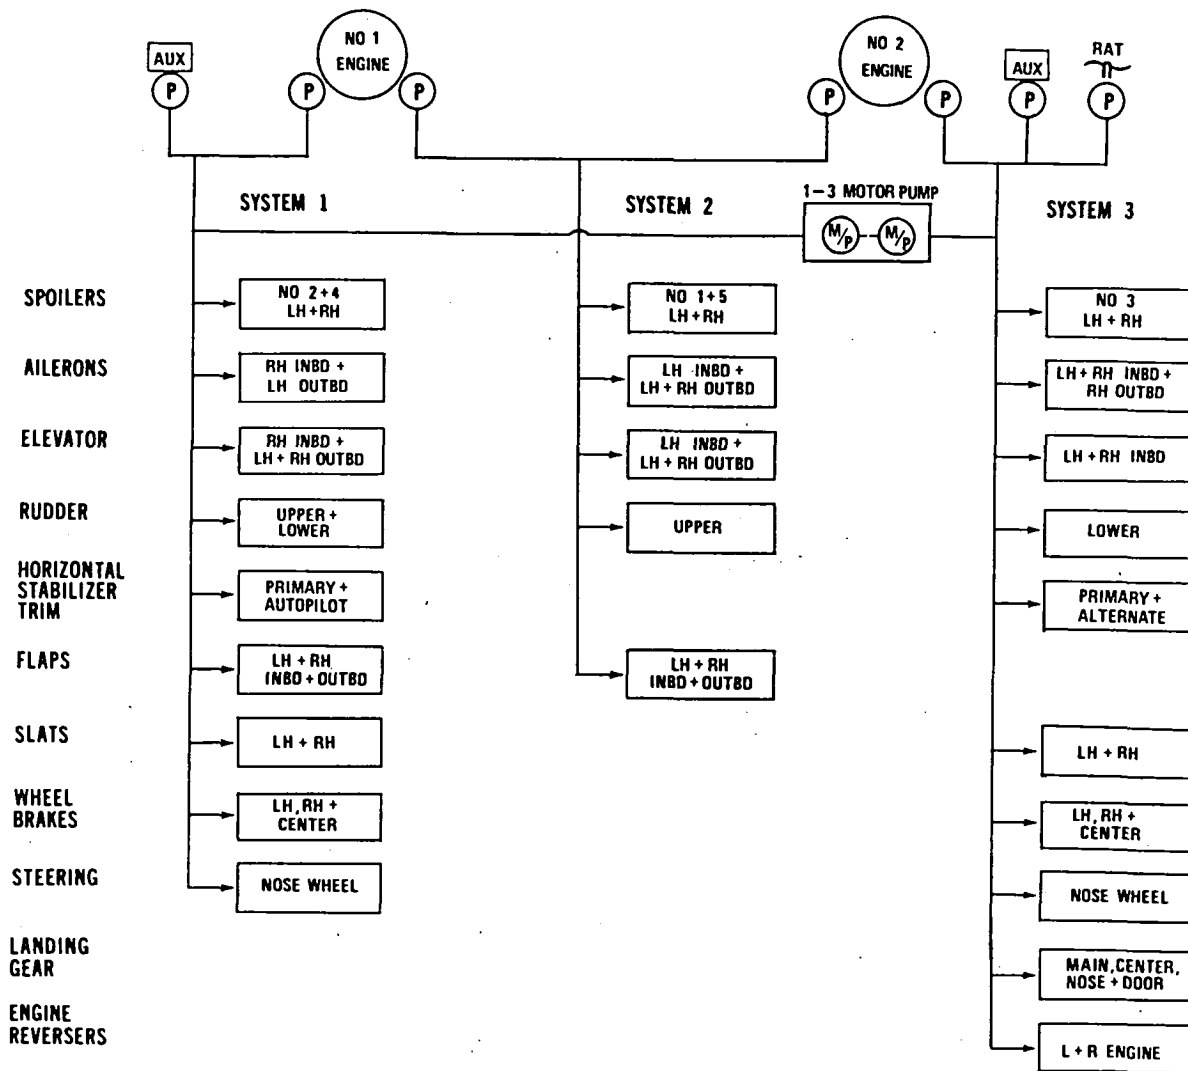 NO 1
ENGINE
NO 2
ENGINE
AUX
AUX
RAT
P
P
P
P
P
P
P
1-3 MOTOR PUMP
SYSTEM 1
SYSTEM 2
SYSTEM 3
M/P
M/P
SPOILERS
NO 2+4
LH+RH
NO 1+5
LH+RH
NO 3
LH+RH
AILERONS
RH INBD +
LH OUTBD
LH INBD +
LH+RH OUTBD
LH+RH INBD +
RH OUTBD
ELEVATOR
RH INBD +
LH+RH OUTBD
LH INBD +
LH+RH OUTBD
LH+RH INBD
RUDDER
UPPER +
LOWER
UPPER
LOWER
HORIZONTAL
STABILIZER
TRIM
PRIMARY +
AUTOPILOT
PRIMARY +
ALTERNATE
FLAPS
LH + RH
INBD+OUTBD
LH + RH
INBD+OUTBD
SLATS
LH + RH
LH + RH
WHEEL
BRAKES
LH, RH +
CENTER
LH, RH +
CENTER
STEERING
NOSE WHEEL
NOSE WHEEL
LANDING
GEAR
MAIN, CENTER,
NOSE + DOOR
ENGINE
REVERSERS
L + R ENGINE